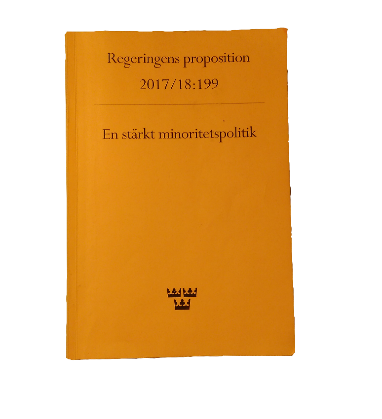 Regeringens proposition
2017/18:199
En stärkt minoritetspolitik